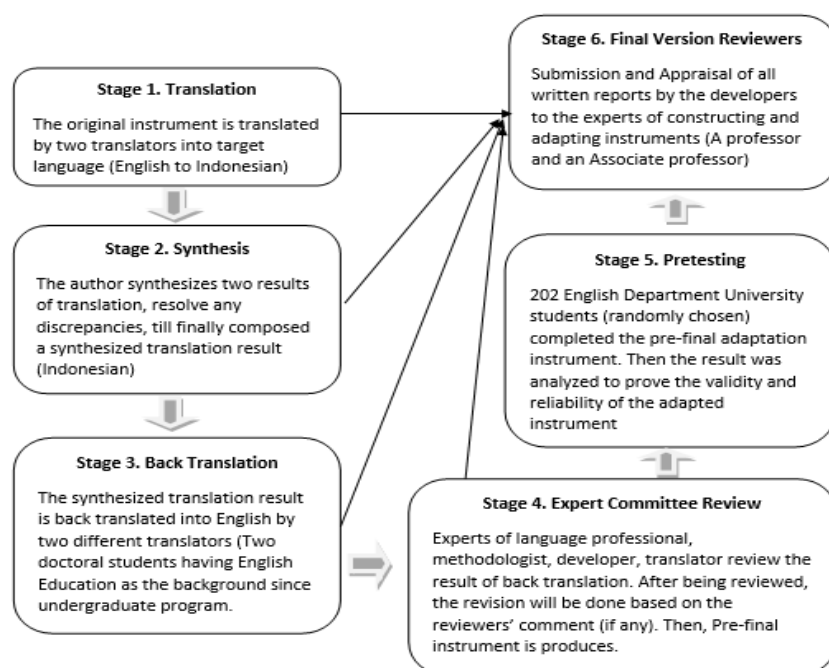 Stage 1. Translation
The original instrument is translated
by two translators into target
language (English to Indonesian)
Stage 2. Synthesis
The author synthesizes two results
of translation, resolve any
discrepancies, till finally composed
a synthesized translation result
(Indonesian)
Stage 3. Back Translation
The synthesized translation result
is back translated into English by
two different translators (Two
doctoral students having English
Education as the background since
undergraduate program.
Stage 4. Expert Committee Review
Experts of language professional,
methodologist, developer, translator review the
result of back translation. After being reviewed,
the revision will be done based on the
reviewers' comment (if any). Then, Pre-final
instrument is produces.
Stage 5. Pretesting
202 English Department University
students (randomly chosen)
completed the pre-final adaptation
instrument. Then the result was
analyzed to prove the validity and
reliability of the adapted
instrument
Stage 6. Final Version Reviewers
Submission and Appraisal of all
written reports by the developers
to the experts of constructing and
adapting instruments (A professor
and an Associate professor)